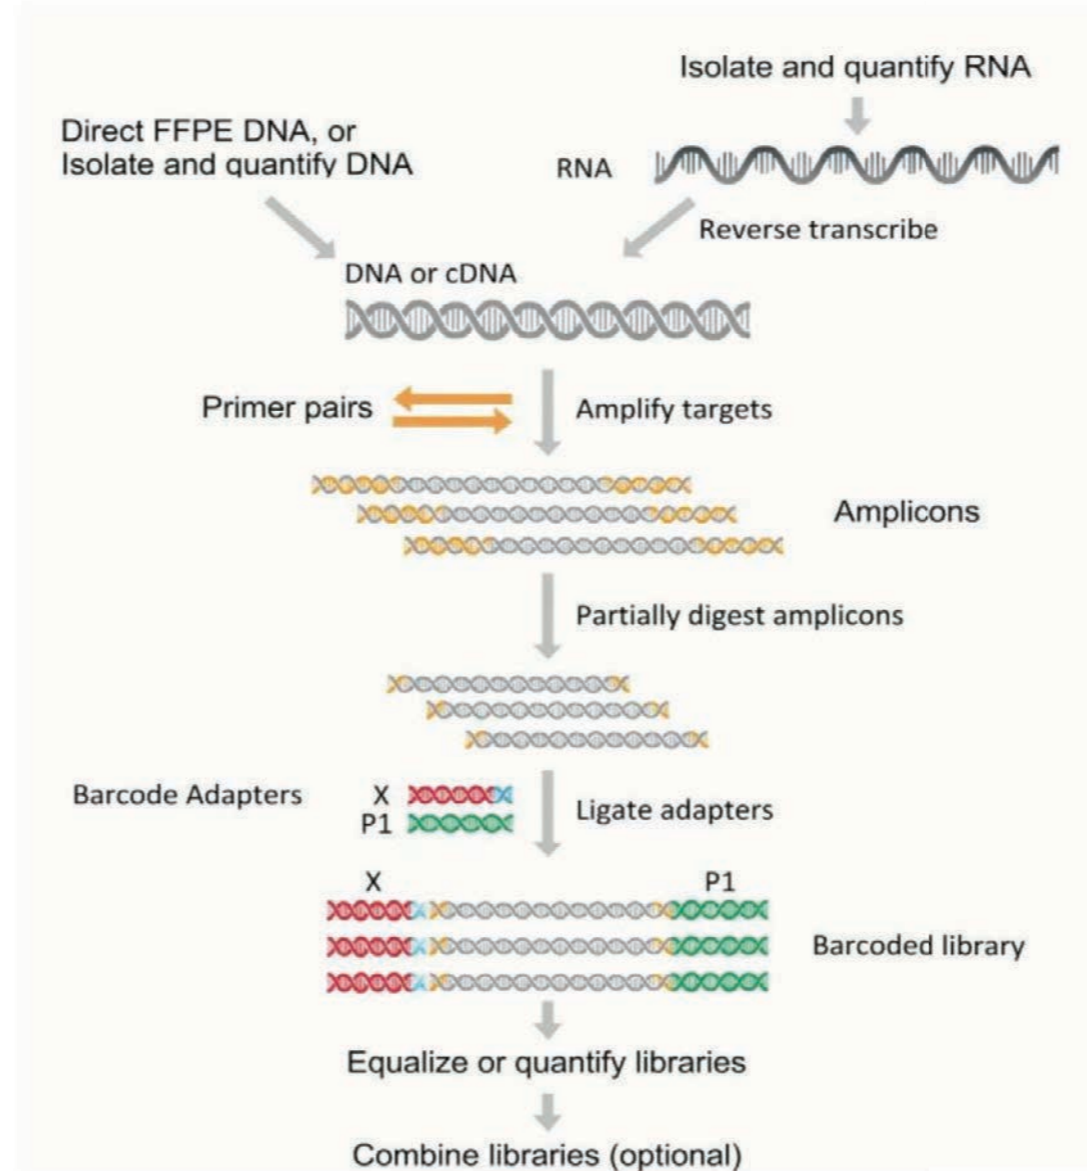 Isolate and quantify RNA
Direct FFPE DNA, or
Isolate and quantify DNA
RNA
Reverse transcribe
DNA or cDNA
Primer pairs
Amplify targets
Amplicons
Partially digest amplicons
Barcode Adapters
X
P1
Ligate adapters
X
P1
Barcoded library
Equalize or quantify libraries
Combine libraries (optional)